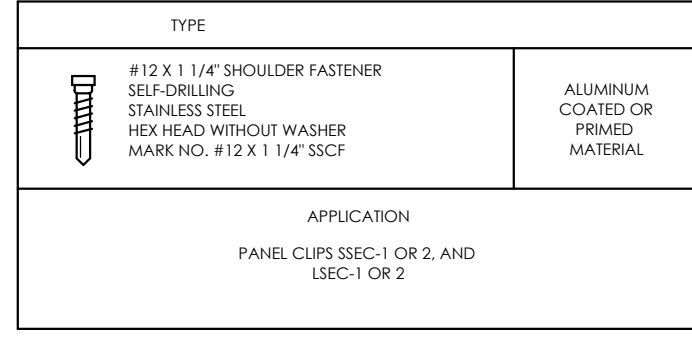 TYPE
#12 X 1 1/4" SHOULDER FASTENER
SELF-DRILLING
STAINLESS STEEL
HEX HEAD WITHOUT WASHER
MARK NO. #12 X 1 1/4" SSCF
ALUMINUM
COATED OR
PRIMED
MATERIAL
APPLICATION
PANEL CLIPS SSEC-1 OR 2, AND
LSEC-1 OR 2